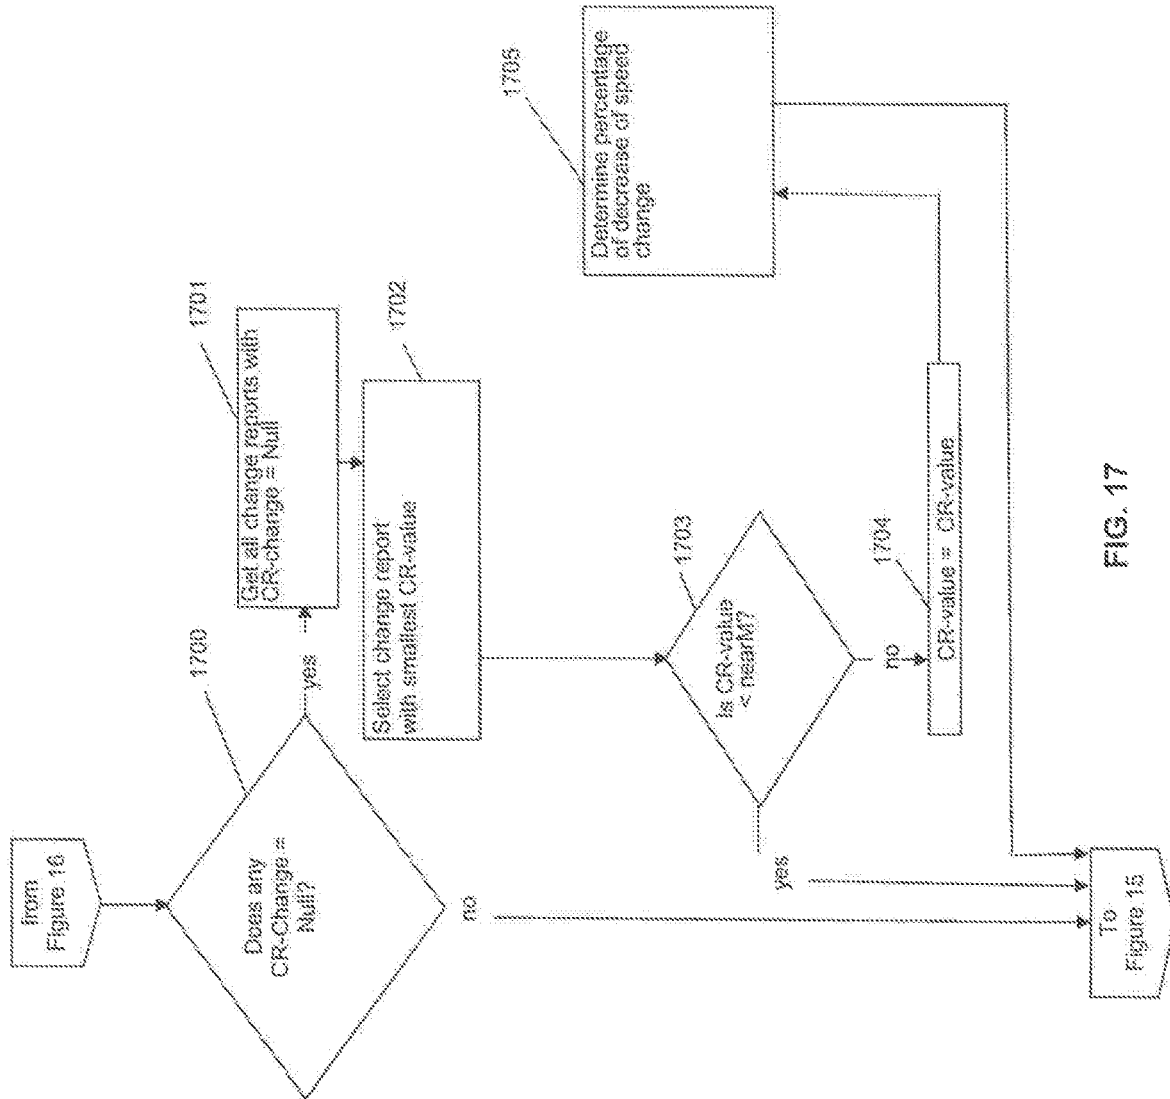 from
Figure 16
Does any
CR-Change =
Null?
1700
yes
no
Get all change reports with
CR-change = Null
1701
Select change report
with smallest CR-value
1702
Is CR-value
< nearM?
1703
yes
no
CR-value = CR-value
1704
Determine percentage
of decrease of speed
change
1705
To
Figure 15
FIG. 17